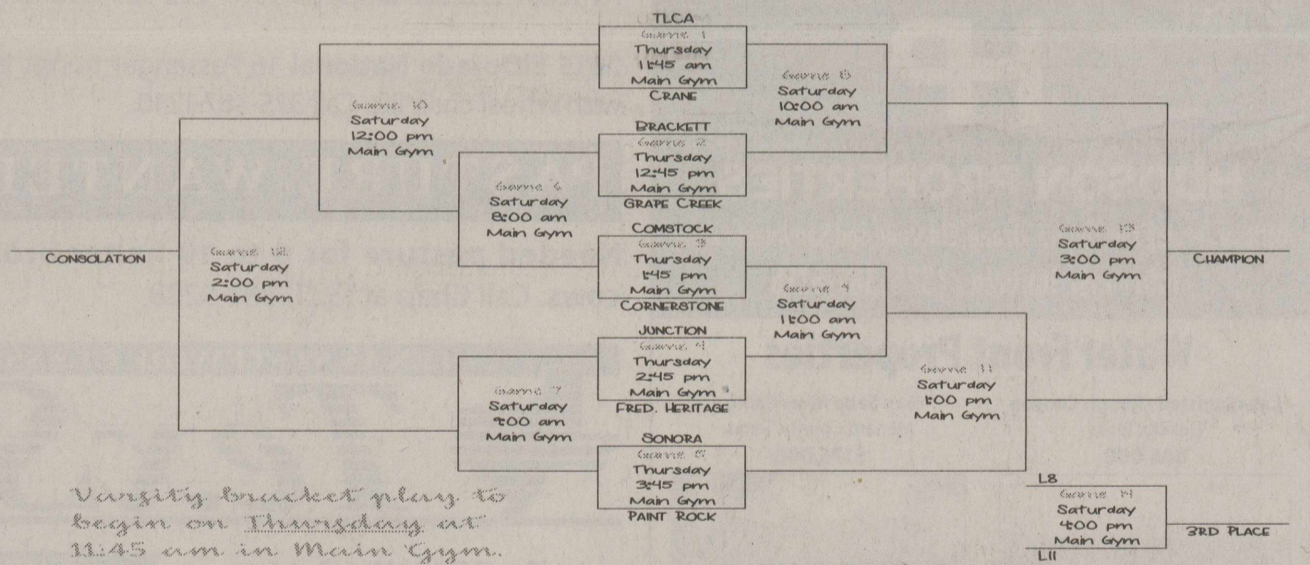 TLCA
Game 1
Thursday
11:45 am
Main Gym
CRANE
Game 10
Saturday
12:00 pm
Main Gym
Game 8
Saturday
10:00 am
Main Gym
BRACKETT
Game 2
Thursday
12:45 pm
Main Gym
GRAPE CREEK
Game 6
Saturday
8:00 am
Main Gym
COMSTOCK
Game 3
Thursday
1:45 pm
Main Gym
CORNERSTONE
CONSOLATION
Game 12
Saturday
2:00 pm
Main Gym
Game 13
Saturday
3:00 pm
Main Gym
CHAMPION
Game 9
Saturday
11:00 am
Main Gym
JUNCTION
Game 4
Thursday
2:45 pm
Main Gym
FRED. HERITAGE
Game 7
Saturday
9:00 am
Main Gym
Game 11
Saturday
1:00 pm
Main Gym
SONORA
Game 5
Thursday
3:45 pm
Main Gym
PAINT ROCK
L8
Game 14
Saturday
4:00 pm
Main Gym
L11
3RD PLACE
Varsity bracket play to
begin on Thursday at
11:45 am in Main Gym.